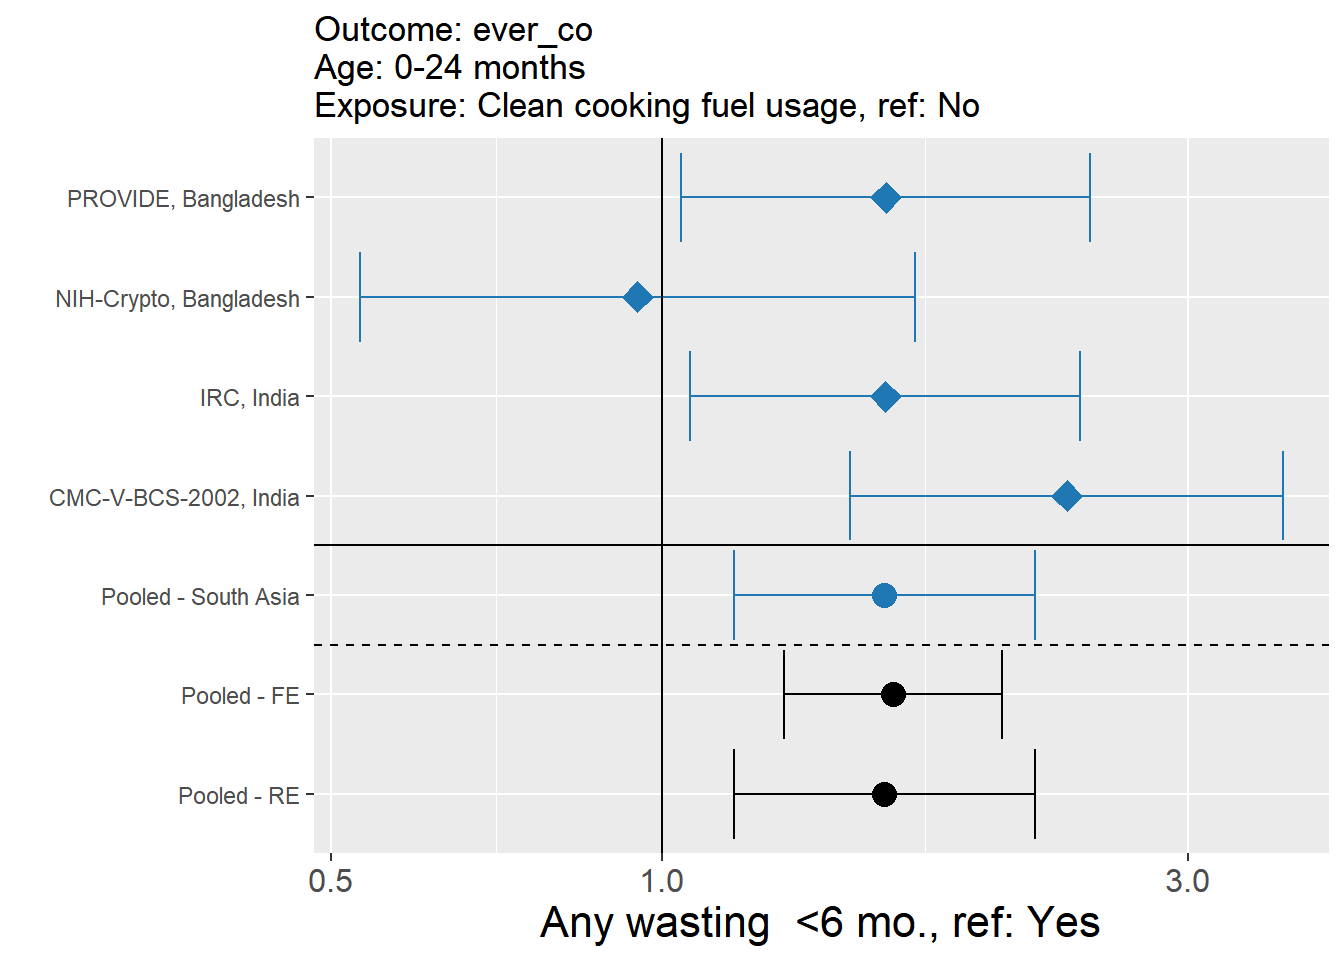 Outcome: ever_co
Age: 0-24 months
Exposure: Clean cooking fuel usage, ref: No
PROVIDE, Bangladesh
NIH-Crypto, Bangladesh
IRC, India
CMC-V-BCS-2002, India
Pooled - South Asia
Pooled - FE
Pooled - RE
0.5 1.0 3.0
Any wasting  <6 mo., ref: Yes